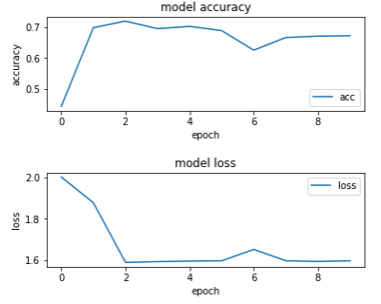 model accuracy
0.7
0.6
0.5
accuracy
acc
0 2 4 6 8
epoch
model loss
2.0
1.8
1.6
loss
loss
0 2 4 6 8
epoch